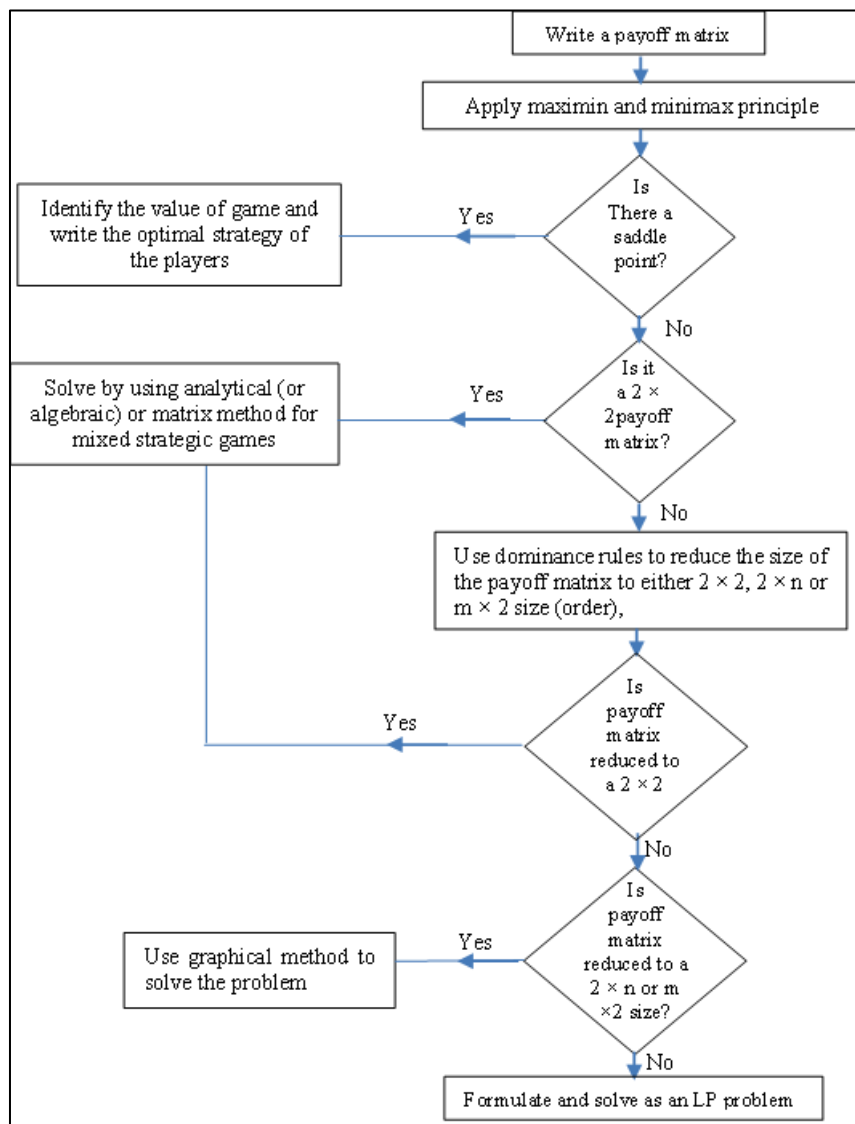 Write a payoff matrix
Apply maximin and minimax principle
Is
There a
saddle
point?
Yes
Identify the value of game and
write the optimal strategy of
the players
No
Is it
a 2 ×
2payoff
matrix?
Yes
Solve by using analytical (or
algebraic) or matrix method for
mixed strategic games
No
Use dominance rules to reduce the size of
the payoff matrix to either 2 × 2, 2 × n or
m × 2 size (order),
Is
payoff
matrix
reduced to
a 2 × 2
Yes
No
Is
payoff
matrix
reduced to a
2 × n or m
×2 size?
Yes
Use graphical method to
solve the problem
No
Formulate and solve as an LP problem